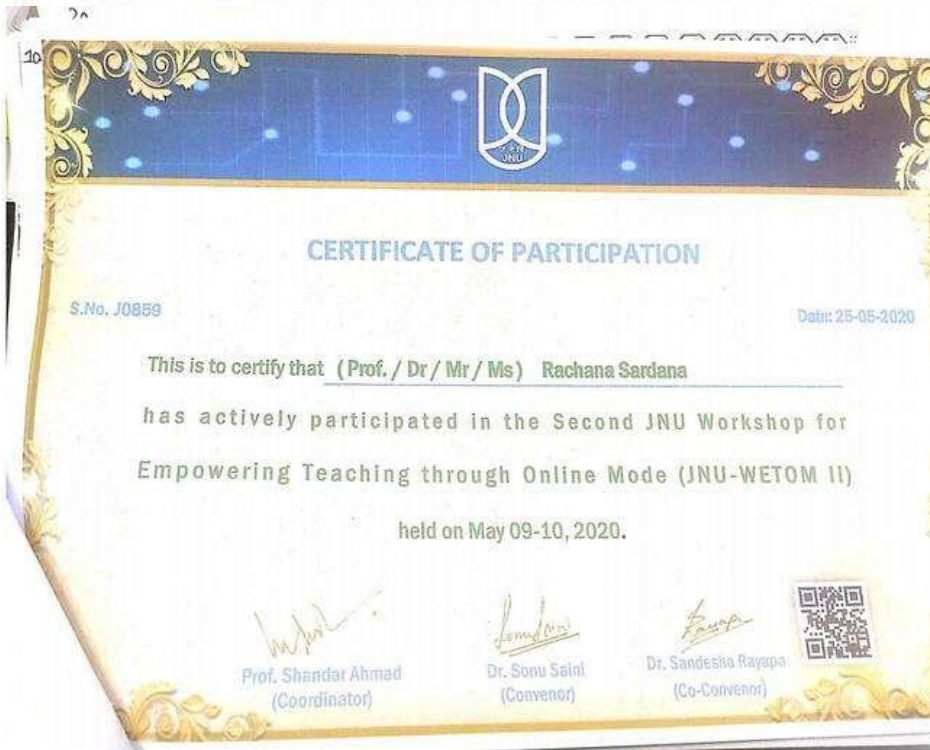 10
JNU
CERTIFICATE OF PARTICIPATION
S.No. J0859
Date: 25-05-2020
This is to certify that (Prof. / Dr / Mr / Ms) Rachana Sardana
has actively participated in the Second JNU Workshop for
Empowering Teaching through Online Mode (JNU-WETOM II)
held on May 09-10, 2020.
Prof. Shandar Ahmad
(Coordinator)
Dr. Sonu Saini
(Convenor)
Dr. Sandesha Rayapa
(Co-Convenor)